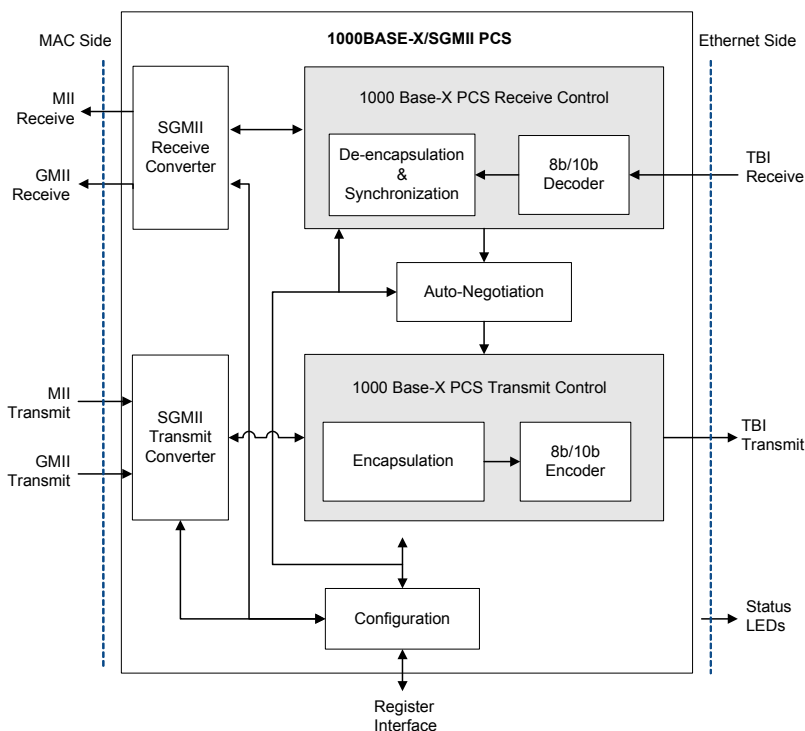 MAC Side
1000BASE-X/SGMII PCS
Ethernet Side
MII
Receive
GMII
Receive
SGMII
Receive
Converter
1000 Base-X PCS Receive Control
De-encapsulation
&
Synchronization
8b/10b
Decoder
TBI
Receive
Auto-Negotiation
MII
Transmit
GMII
Transmit
SGMII
Transmit
Converter
1000 Base-X PCS Transmit Control
Encapsulation
8b/10b
Encoder
TBI
Transmit
Configuration
Status
LEDs
Register
Interface